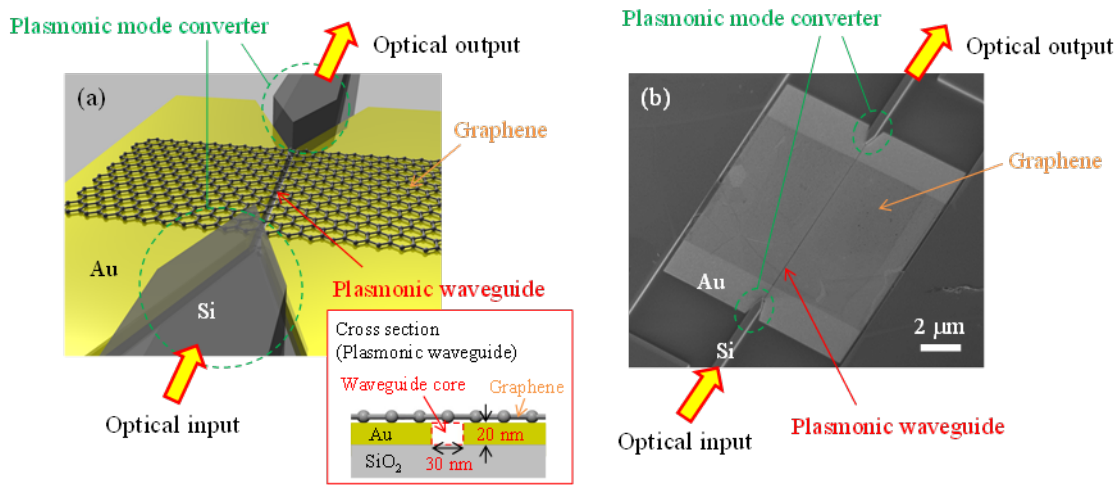 Plasmonic mode converter
Optical output
(a)
Graphene
Au
Plasmonic waveguide
Si
Optical input
Cross section
(Plasmonic waveguide)
Waveguide core
Graphene
Au
20 nm
SiO2
30 nm
Plasmonic mode converter
Optical output
(b)
Graphene
Au
2 μm
Si
Plasmonic waveguide
Optical input